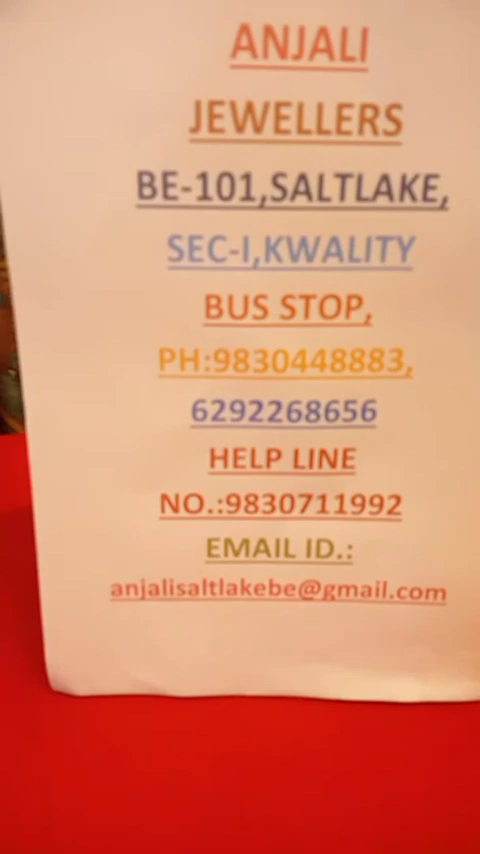 ANJALI
JEWELLERS
BE-101,SALTLAKE,
SEC-I,KWALITY
BUS STOP,
PH:9830448883,
6292268656
HELP LINE
NO.:9830711992
EMAIL ID.:
anjalisaltlakebe@gmail.com